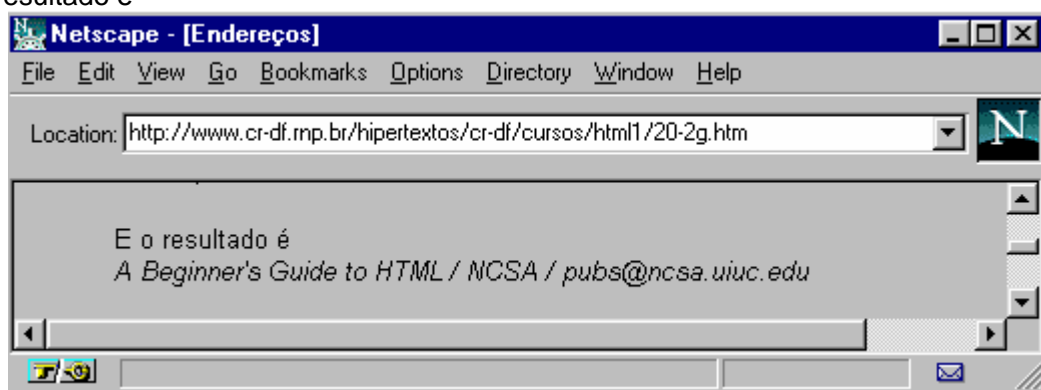 esultado é
Netscape - [Endereços]
File Edit View Go Bookmarks Options Directory Window Help
Location: http://www.cr-df.rnp.br/hipertextos/cr-df/cursos/html1/20-2g.htm
N
E o resultado é
A Beginner's Guide to HTML / NCSA / pubs@ncsa.uiuc.edu